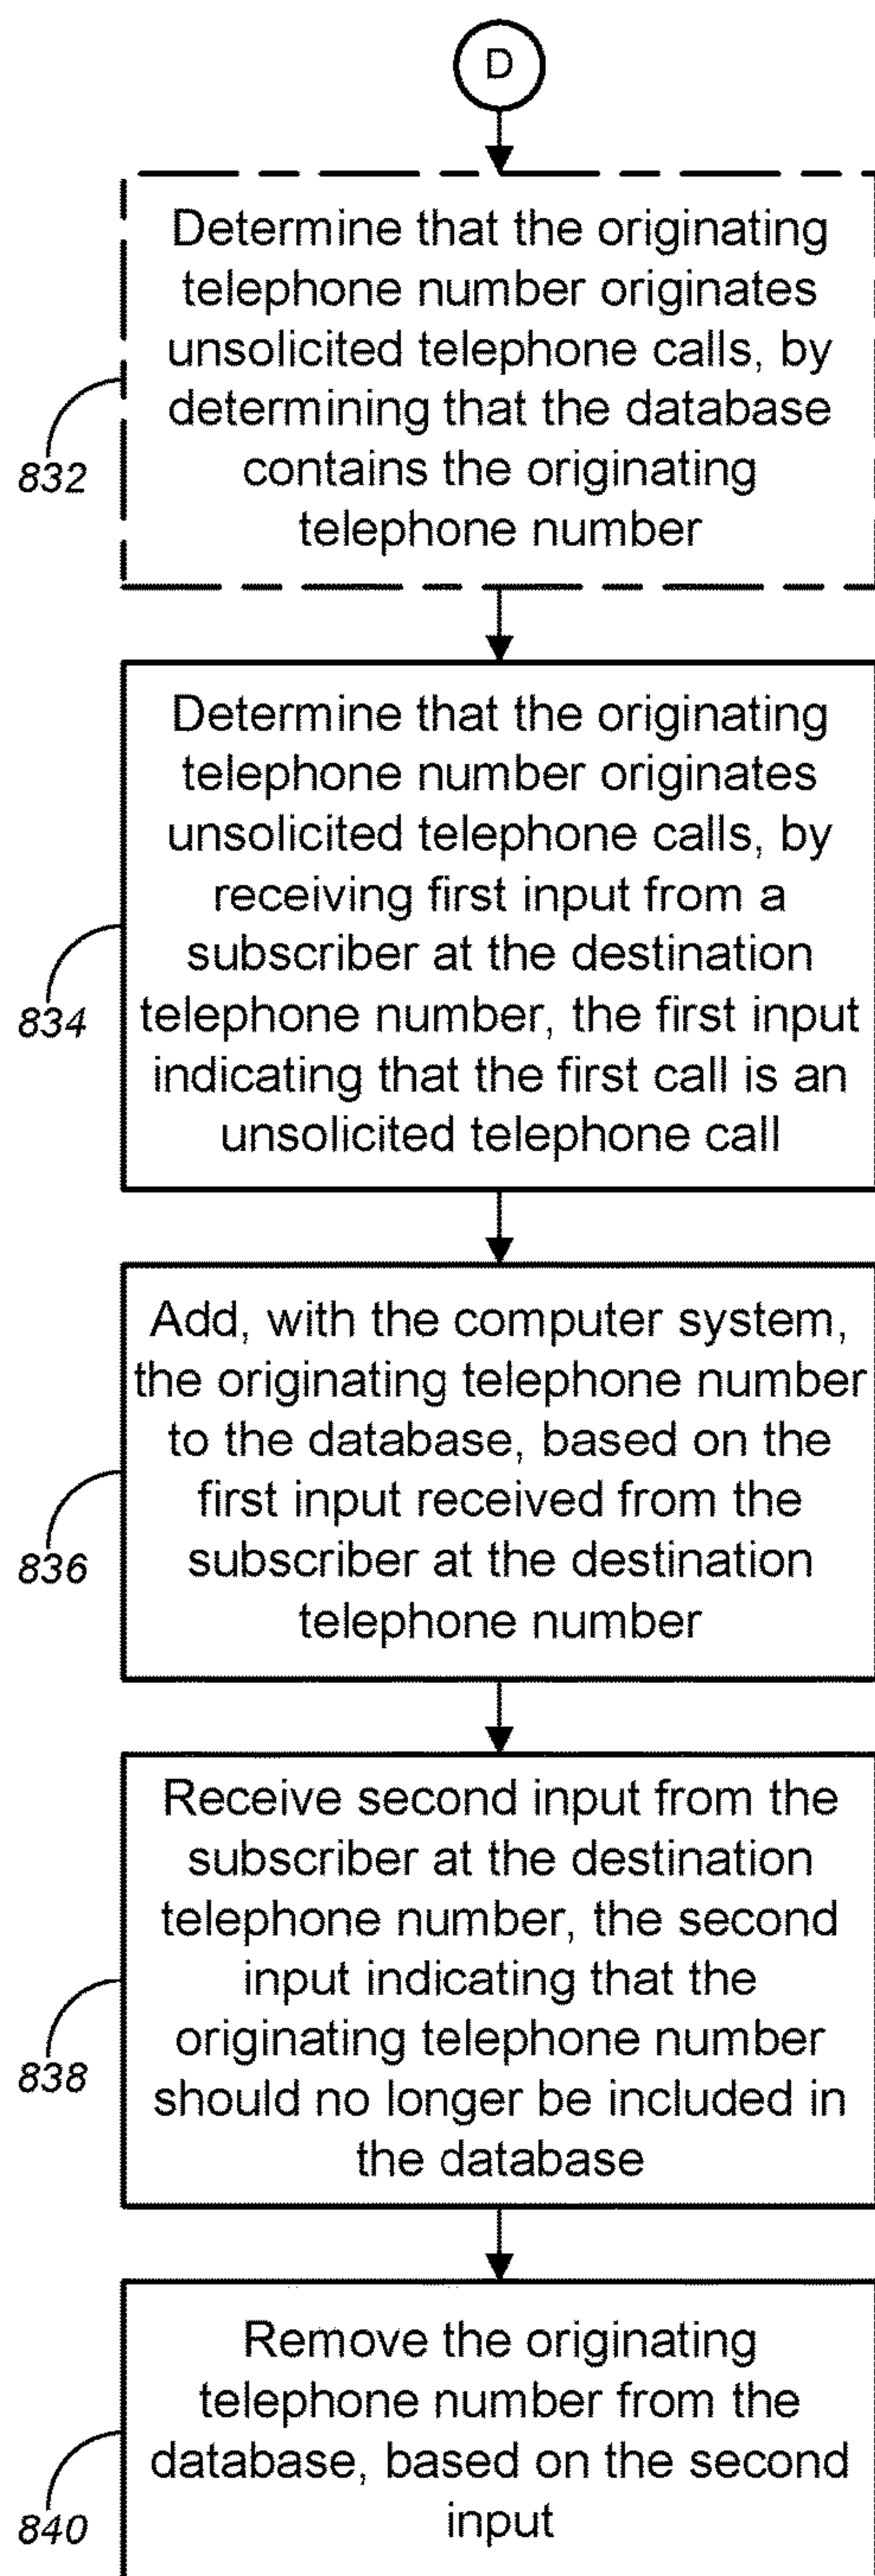 D
Determine that the originating
telephone number originates
unsolicited telephone calls, by
determining that the database
contains the originating
telephone number
832
Determine that the originating
telephone number originates
unsolicited telephone calls, by
receiving first input from a
subscriber at the destination
telephone number, the first input
indicating that the first call is an
unsolicited telephone call
834
Add, with the computer system,
the originating telephone number
to the database, based on the
first input received from the
subscriber at the destination
telephone number
836
Receive second input from the
subscriber at the destination
telephone number, the second
input indicating that the
originating telephone number
should no longer be included in
the database
838
Remove the originating
telephone number from the
database, based on the second
input
840